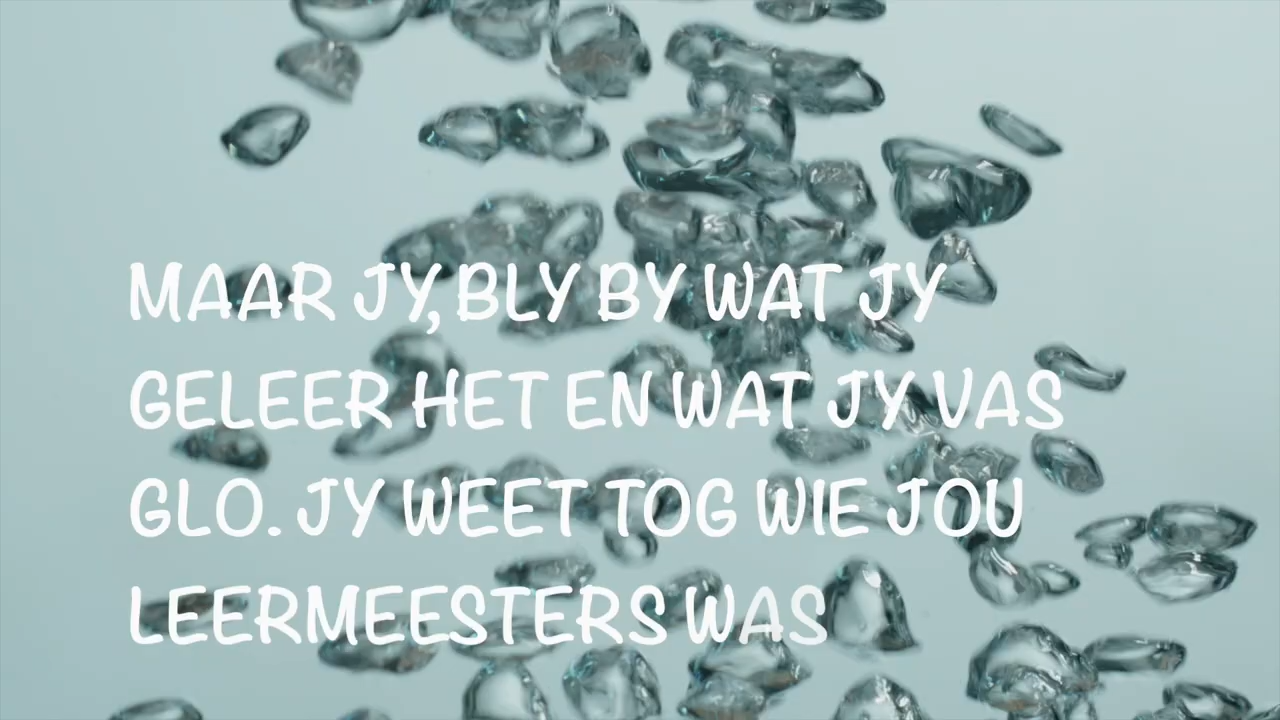 MAAR JY, BLY BY WAT JY
GELEER HET EN WAT JY VAS
GLO. JY WEET TOG WIE JOU
LEERMEESTERS WAS